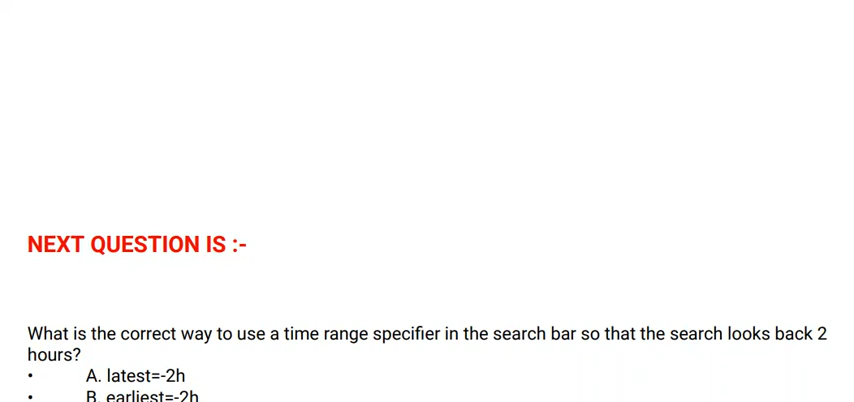 NEXT QUESTION IS :-
What is the correct way to use a time range specifier in the search bar so that the search looks back 2
hours?
• A. latest=-2h
• B. earliest=-2h